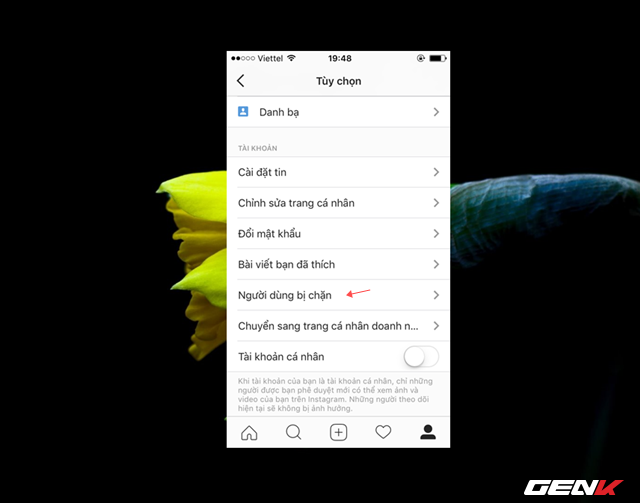 Viettel 19:48
Tùy chọn
Danh bạ
TÀI KHOẢN
Cài đặt tin
Chỉnh sửa trang cá nhân
Đổi mật khẩu
Bài viết bạn đã thích
Người dùng bị chặn
Chuyển sang trang cá nhân doanh n...
Tài khoản cá nhân
Khi tài khoản của bạn là tài khoản cá nhân, chỉ những
người được bạn phê duyệt mới có thể xem ảnh và
video của bạn trên Instagram. Những người theo dõi
hiện tại sẽ không bị ảnh hưởng.
GENK